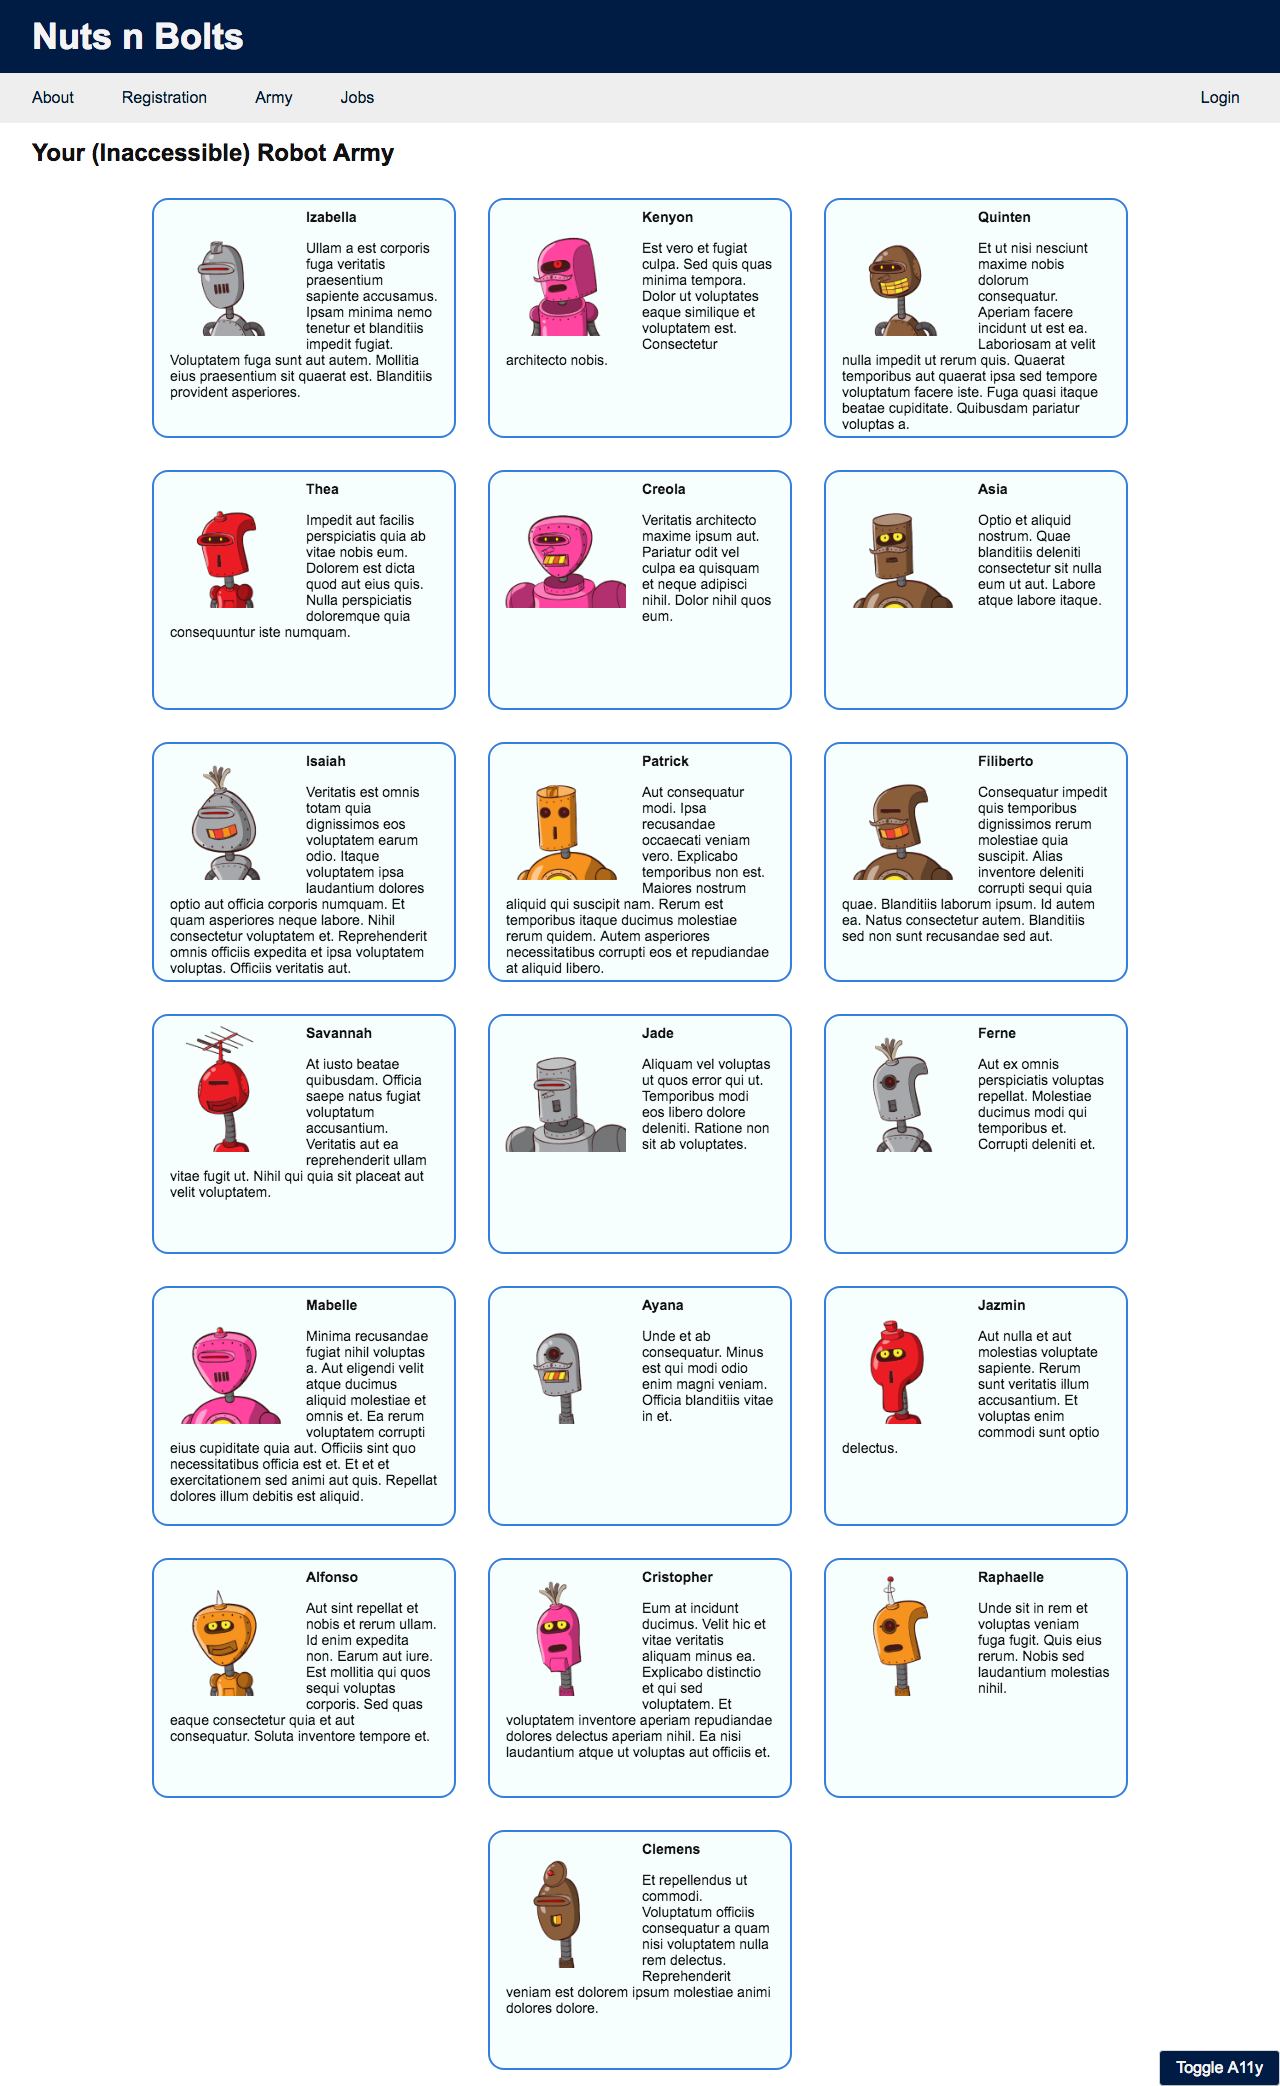 Nuts n Bolts
About Registration Army Jobs Login
Your (Inaccessible) Robot Army
Izabella
Ullam a est corporis
fuga veritatis
praesentium
sapiente accusamus.
Ipsam minima nemo
tenetur et blanditiis
impedit fugiat.
Voluptatem fuga sunt aut autem. Mollitia
eius praesentium sit quaerat est. Blanditiis
provident asperiores.
Kenyon
Est vero et fugiat
culpa. Sed quis quas
minima tempora.
Dolor ut voluptates
eaque similique et
voluptatem est.
Consectetur
architecto nobis.
Quinten
Et ut nisi nesciunt
maxime nobis
dolorum
consequatur.
Aperiam facere
incidunt ut est ea.
Laboriosam at velit
nulla impedit ut rerum quis. Quaerat
temporibus aut quaerat ipsa sed tempore
voluptatum facere iste. Fuga quasi itaque
beatae cupiditate. Quibusdam pariatur
voluptas a.
Thea
Impedit aut facilis
perspiciatis quia ab
vitae nobis eum.
Dolorem est dicta
quod aut eius quis.
Nulla perspiciatis
doloremque quia
consequuntur iste numquam.
Creola
Veritatis architecto
maxime ipsum aut.
Pariatur odit vel
culpa ea quisquam
et neque adipisci
nihil. Dolor nihil quos
eum.
Asia
Optio et aliquid
nostrum. Quae
blanditiis deleniti
consectetur sit nulla
eum ut aut. Labore
atque labore itaque.
Isaiah
Veritatis est omnis
totam quia
dignissimos eos
voluptatem earum
odio. Itaque
voluptatem ipsa
laudantium dolores
optio aut officia corporis numquam. Et
quam asperiores neque labore. Nihil
consectetur voluptatem et. Reprehenderit
omnis officiis expedita et ipsa voluptatem
voluptas. Officiis veritatis aut.
Patrick
Aut consequatur
modi. Ipsa
recusandae
occaecati veniam
vero. Explicabo
temporibus non est.
Maiores nostrum
aliquid qui suscipit nam. Rerum est
temporibus itaque ducimus molestiae
rerum quidem. Autem asperiores
necessitatibus corrupti eos et repudiandae
at aliquid libero.
Filiberto
Consequatur impedit
quis temporibus
dignissimos rerum
molestiae quia
suscipit. Alias
inventore deleniti
corrupti sequi quia
quae. Blanditiis laborum ipsum. Id autem
ea. Natus consectetur autem. Blanditiis
sed non sunt recusandae sed aut.
Savannah
At iusto beatae
quibusdam. Officia
saepe natus fugiat
voluptatum
accusantium.
Veritatis aut ea
reprehenderit ullam
vitae fugit ut. Nihil qui quia sit placeat aut
velit voluptatem.
Jade
Aliquam vel voluptas
ut quos error qui ut.
Temporibus modi
eos libero dolore
deleniti. Ratione non
sit ab voluptates.
Ferne
Aut ex omnis
perspiciatis voluptas
repellat. Molestiae
ducimus modi qui
temporibus et.
Corrupti deleniti et.
Mabelle
Minima recusandae
fugiat nihil voluptas
a. Aut eligendi velit
atque ducimus
aliquid molestiae et
omnis et. Ea rerum
voluptatem corrupti
eius cupiditate quia aut. Officiis sint quo
necessitatibus officia est et. Et et et
exercitationem sed animi aut quis. Repellat
dolores illum debitis est aliquid.
Ayana
Unde et ab
consequatur. Minus
est qui modi odio
enim magni veniam.
Officia blanditiis vitae
in et.
Jazmin
Aut nulla et aut
molestias voluptate
sapiente. Rerum
sunt veritatis illum
accusantium. Et
voluptas enim
commodi sunt optio
delectus.
Alfonso
Aut sint repellat et
nobis et rerum ullam.
Id enim expedita
non. Earum aut iure.
Est mollitia qui quos
sequi voluptas
corporis. Sed quas
eaque consectetur quia et aut
consequatur. Soluta inventore tempore et.
Cristopher
Eum at incidunt
ducimus. Velit hic et
vitae veritatis
aliquam minus ea.
Explicabo distinctio
et qui sed
voluptatem. Et
voluptatem inventore aperiam repudiandae
dolores delectus aperiam nihil. Ea nisi
laudantium atque ut voluptas aut officiis et.
Raphaelle
Unde sit in rem et
voluptas veniam
fuga fugit. Quis eius
rerum. Nobis sed
laudantium molestias
nihil.
Clemens
Et repellendus ut
commodi.
Voluptatum officiis
consequatur a quam
nisi voluptatem nulla
rem delectus.
Reprehenderit
veniam est dolorem ipsum molestiae animi
dolores dolore.
Toggle A11y